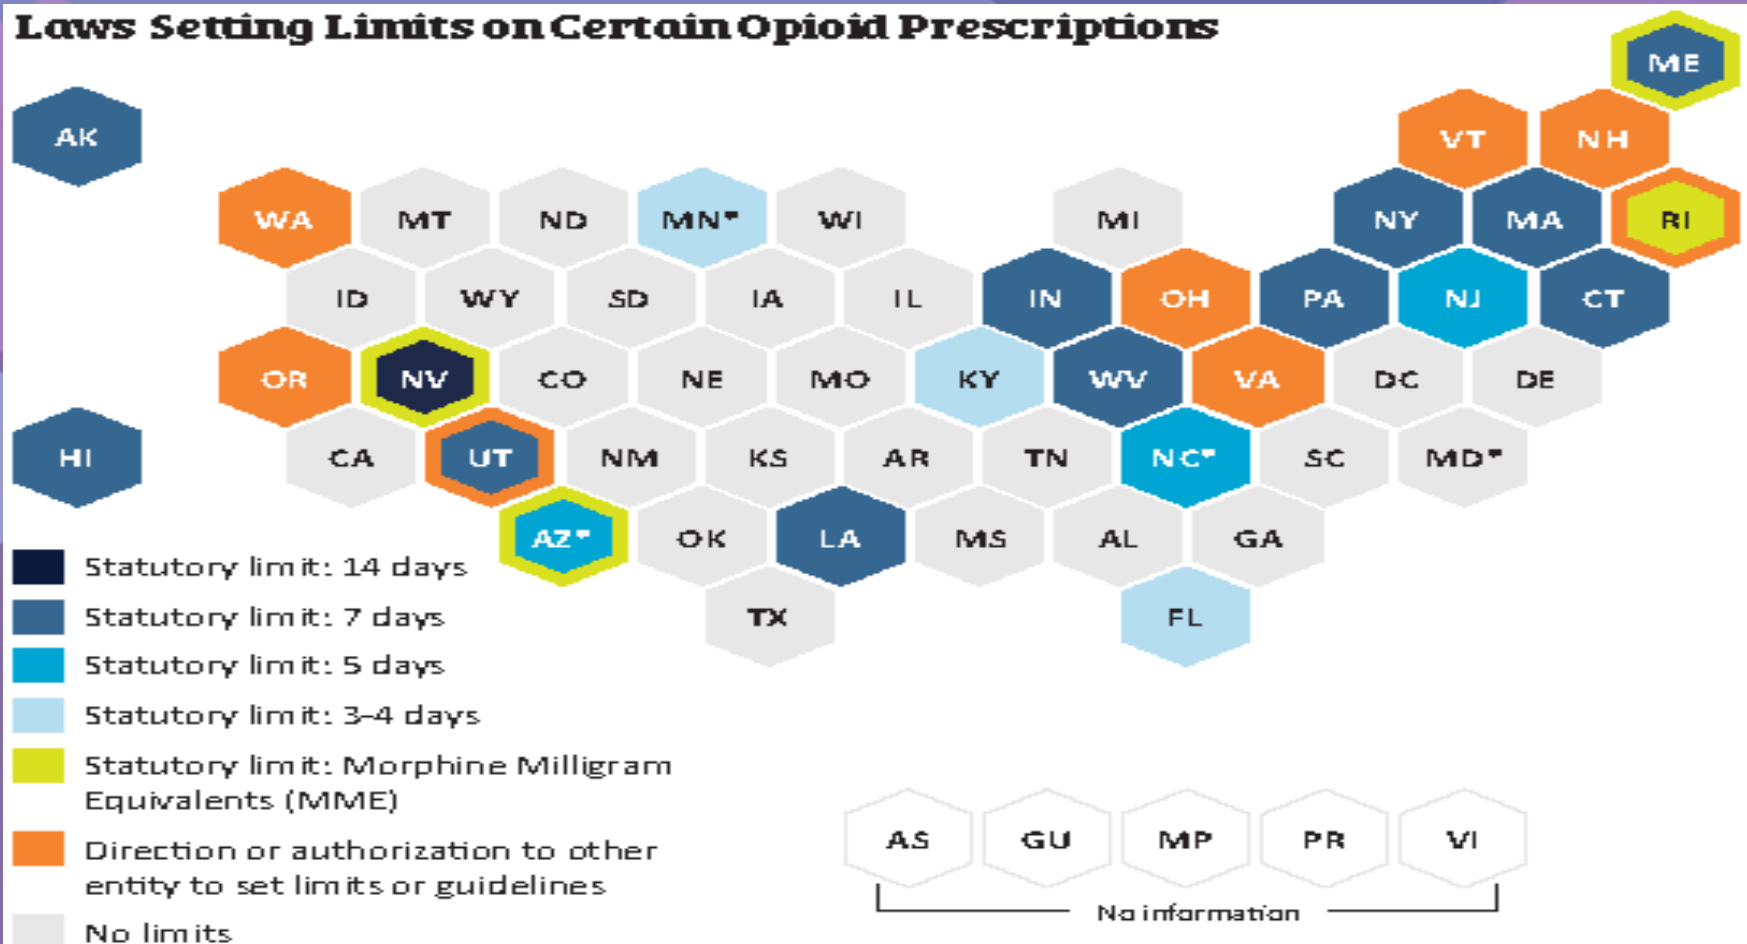 Laws Setting Limits on Certain Opioid Prescriptions
ME
AK
VT NH
WA MT ND MN* WI MI NY MA RI
ID WY SD IA IL IN OH PA NJ CT
OR NV CO NE MO KY WV VA DC DE
HI CA UT NM KS AR TN NC* SC MD*
AZ* OK LA MS AL GA
TX FL
Statutory limit: 14 days
Statutory limit: 7 days
Statutory limit: 5 days
Statutory limit: 3-4 days
Statutory limit: Morphine Milligram
Equivalents (MME)
Direction or authorization to other
entity to set limits or guidelines
No limits
AS GU MP PR VI
No information